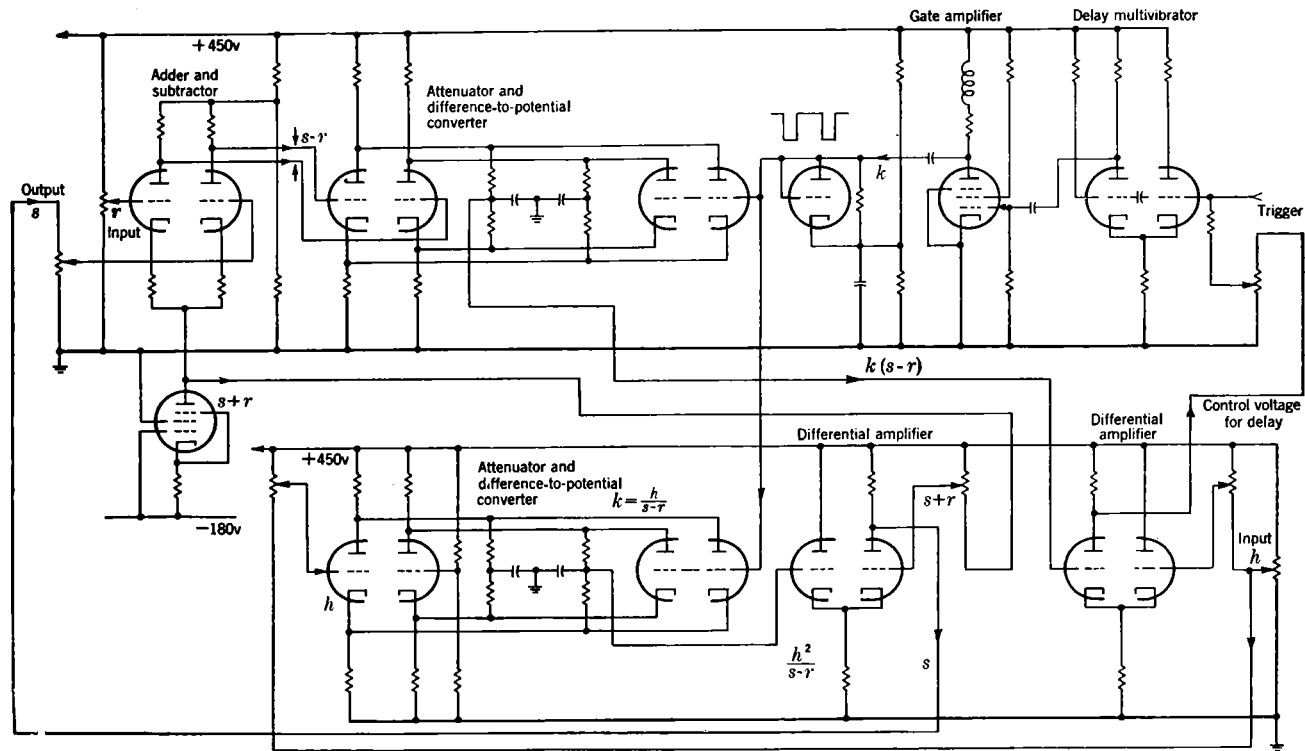 Gate amplifier
Delay multivibrator
+450v
Adder and
subtractor
Attenuator and
difference-to-potential
converter
s-r
k
Output
s
r
Input
Trigger
k (s-r)
s+r
Control voltage
for delay
Differential
amplifier
Differential amplifier
+450v
Attenuator and
difference-to-potential
converter
k = h/s-r
s+r
-180v
Input
h
h
h²/s-r
s